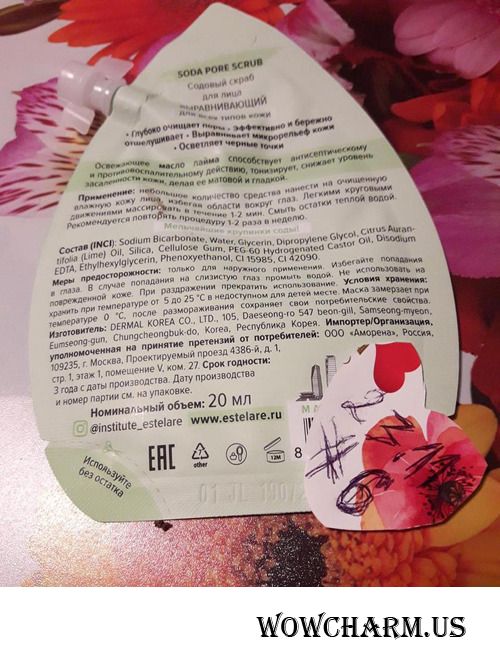 SODA PORE SCRUB
Содовый скраб
для лица
ВЫРАВНИВАЮЩИЙ
для всех типов кожи
• Глубоко очищает поры • Эффективно и бережно
отшелушивает • Выравнивает микрорельеф кожи
• Осветляет черные точки
Освежающее масло лайма способствует антисептическому
и противовоспалительному действию, тонизирует, снижает уровень
засаленности кожи, делая ее матовой и гладкой.
Применение: небольшое количество средства нанести на очищенную
влажную кожу лица, избегая области вокруг глаз. Легкими круговыми
движениями массировать в течение 1-2 мин. Смыть остатки теплой водой.
Рекомендуется повторять процедуру 1-2 раза в неделю.
Мельчайшие крупинки соды!
Состав (INCI): Sodium Bicarbonate, Water, Glycerin, Dipropylene Glycol, Citrus Auran-
tifolia (Lime) Oil, Silica, Cellulose Gum, PEG-60 Hydrogenated Castor Oil, Disodium
EDTA, Ethylhexylglycerin, Phenoxyethanol, CI 15985, CI 42090.
Меры предосторожности: только для наружного применения. Избегайте попадания
в глаза. В случае попадания на слизистую глаз промыть водой. Не использовать на
поврежденной коже. При раздражении прекратить использование. Условия хранения:
хранить при температуре от 5 до 25 °С в недоступном для детей месте. Маска замерзает при
температуре 0 °С, после размораживания сохраняет свои потребительские свойства.
Изготовитель: DERMAL KOREA CO., LTD., 105, Daeseong-ro 547 beon-gil, Samseong-myeon,
Eumseong-gun, Chungcheongbuk-do, Korea, Республика Корея. Импортер/Организация,
уполномоченная на принятие претензий от потребителей: ООО «Аморена», Россия,
109235, г. Москва, Проектируемый проезд 4386-й, д. 1,
стр. 1, этаж 1, помещение V, ком. 27. Срок годности:
3 года с даты производства. Дату производства
и номер партии см. на упаковке.
Номинальный объем: 20 мл
@institute_estelare www.estelare.ru
Используйте
без остатка
EAC
other
12M
8
WOWCHARM.US